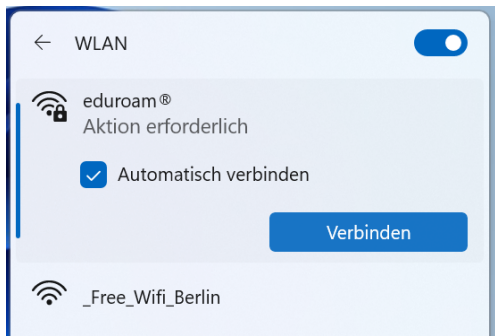 WLAN
eduroam®
Aktion erforderlich
Automatisch verbinden
Verbinden
_Free_Wifi_Berlin